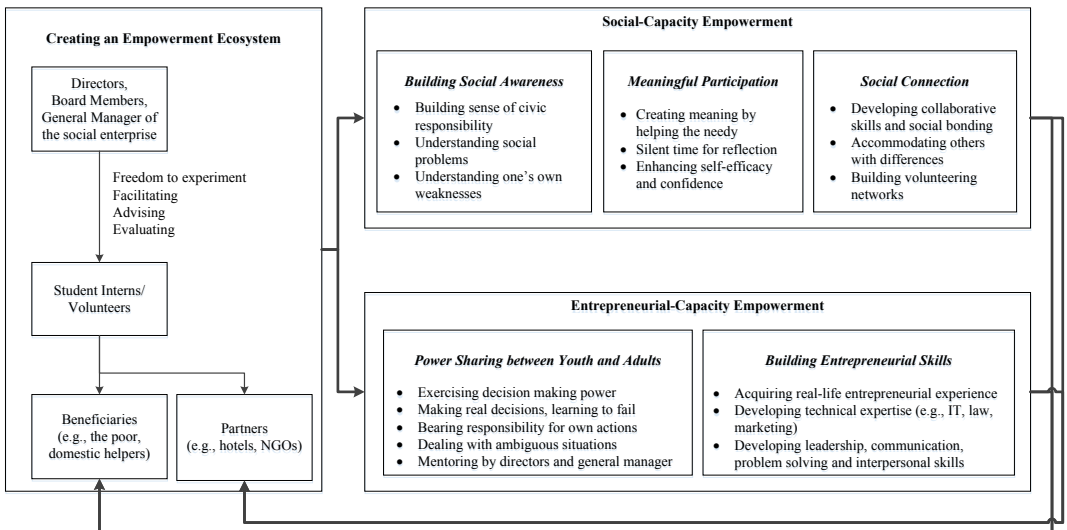 Creating an Empowerment Ecosystem
Directors,
Board Members,
General Manager of
the social enterprise
Freedom to experiment
Facilitating
Advising
Evaluating
Student Interns/
Volunteers
Beneficiaries
(e.g., the poor,
domestic helpers)
Partners
(e.g., hotels, NGOs)
Social-Capacity Empowerment
Building Social Awareness
• Building sense of civic
responsibility
• Understanding social
problems
• Understanding one's own
weaknesses
Meaningful Participation
• Creating meaning by
helping the needy
• Silent time for reflection
• Enhancing self-efficacy
and confidence
Social Connection
• Developing collaborative
skills and social bonding
• Accommodating others
with differences
• Building volunteering
networks
Entrepreneurial-Capacity Empowerment
Power Sharing between Youth and Adults
• Exercising decision making power
• Making real decisions, learning to fail
• Bearing responsibility for own actions
• Dealing with ambiguous situations
• Mentoring by directors and general manager
Building Entrepreneurial Skills
• Acquiring real-life entrepreneurial experience
• Developing technical expertise (e.g., IT, law,
marketing)
• Developing leadership, communication,
problem solving and interpersonal skills